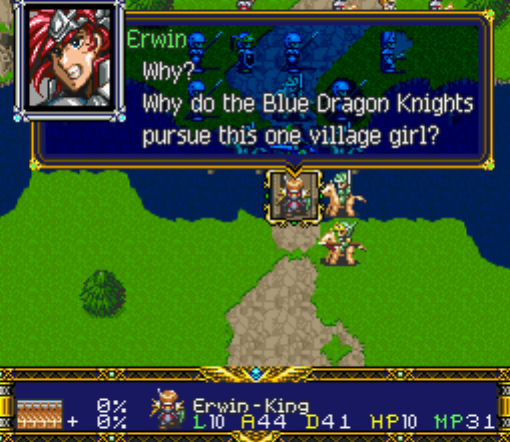 Erwin
Why?
Why do the Blue Dragon Knights
pursue this one village girl?
+ 0%
0%
Erwin-King
L10 A44 D41 HP10 MP31